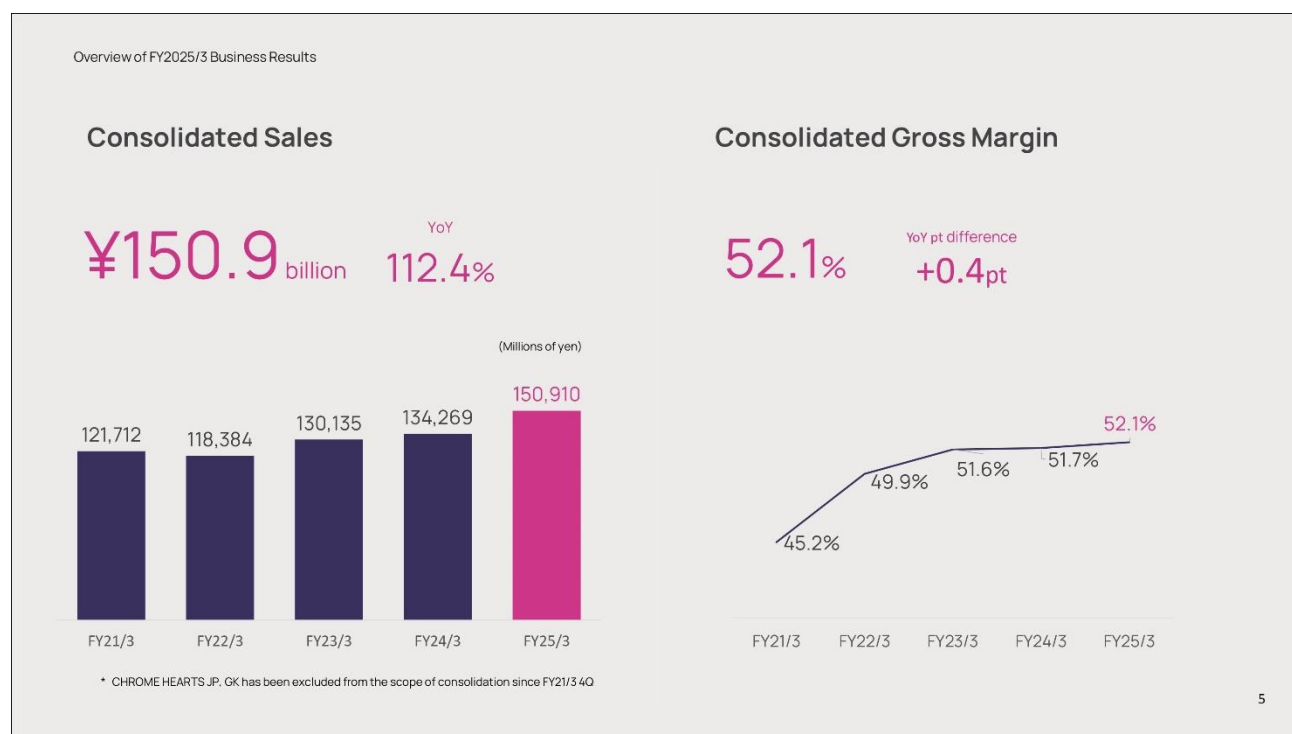 Overview of FY2025/3 Business Results
Consolidated Sales
¥150.9 billion
YoY
112.4%
(Millions of yen)
121,712
118,384
130,135
134,269
150,910
FY21/3
FY22/3
FY23/3
FY24/3
FY25/3
* CHROME HEARTS JP. GK has been excluded from the scope of consolidation since FY21/3 4Q
Consolidated Gross Margin
52.1%
YoY pt difference
+0.4pt
45.2%
49.9%
51.6%
51.7%
52.1%
FY21/3
FY22/3
FY23/3
FY24/3
FY25/3
5